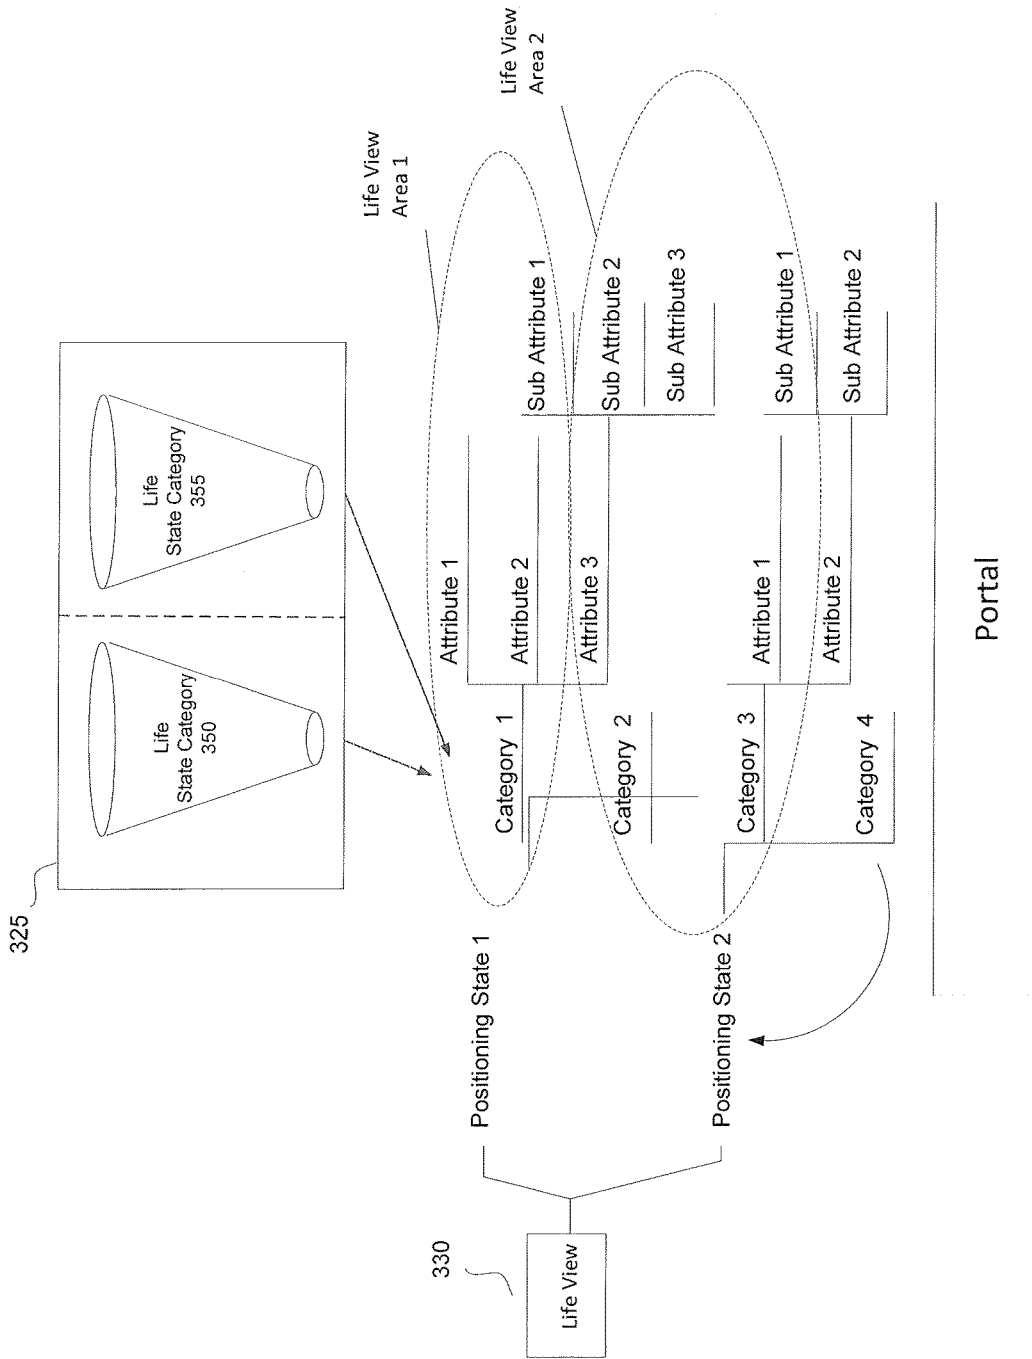 325
Life
State Category
350
Life
State Category
355
Life View
Area 1
Life View
Area 2
330
Life View
Positioning State 1
Positioning State 2
Category 1
Category 2
Category 3
Category 4
Attribute 1
Attribute 2
Attribute 3
Attribute 1
Attribute 2
Sub Attribute 1
Sub Attribute 2
Sub Attribute 3
Sub Attribute 1
Sub Attribute 2
Portal